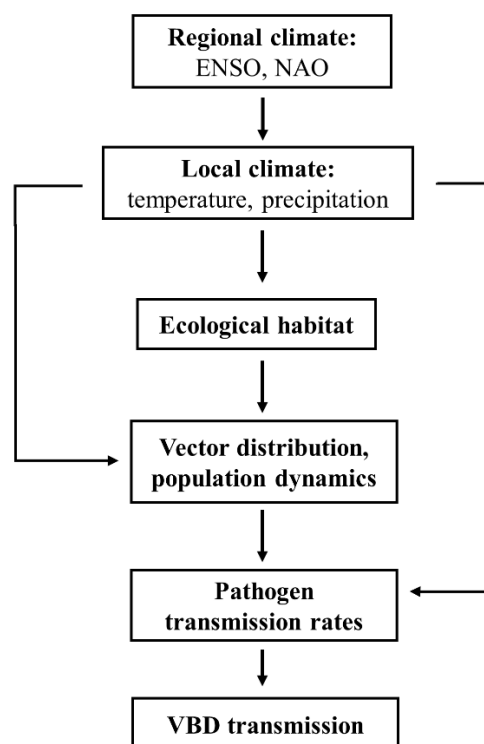 Regional climate:
ENSO, NAO
Local climate:
temperature, precipitation
Ecological habitat
Vector distribution,
population dynamics
Pathogen
transmission rates
VBD transmission